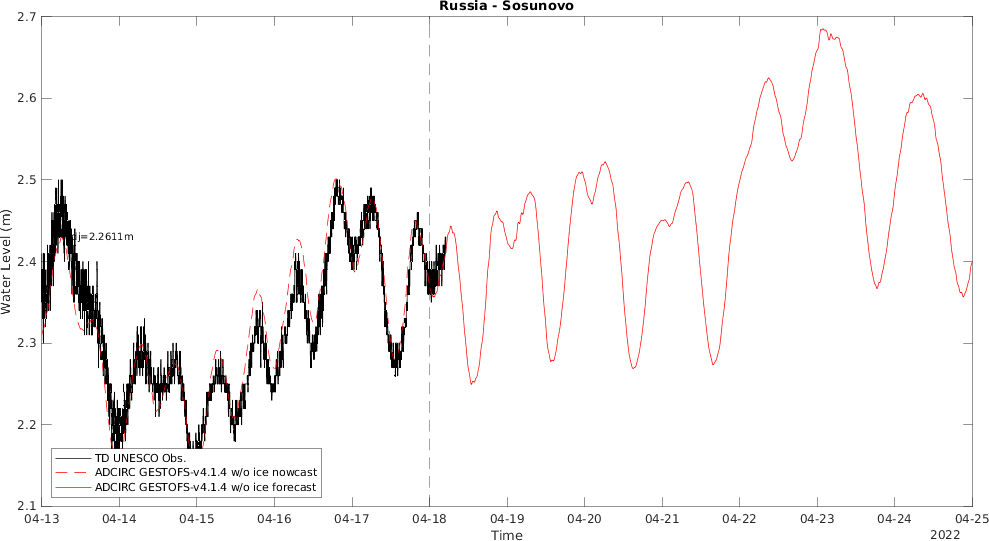 Russia - Sosunovo
2.7
2.6
2.5
2.4
2.3
2.2
2.1
Water Level (m)
j=2.2611m
TD UNESCO Obs.
ADCIRC GESTOFS-v4.1.4 w/o ice nowcast
ADCIRC GESTOFS-v4.1.4 w/o ice forecast
04-13 04-14 04-15 04-16 04-17 04-18 04-19 04-20 04-21 04-22 04-23 04-24 04-25
Time
2022